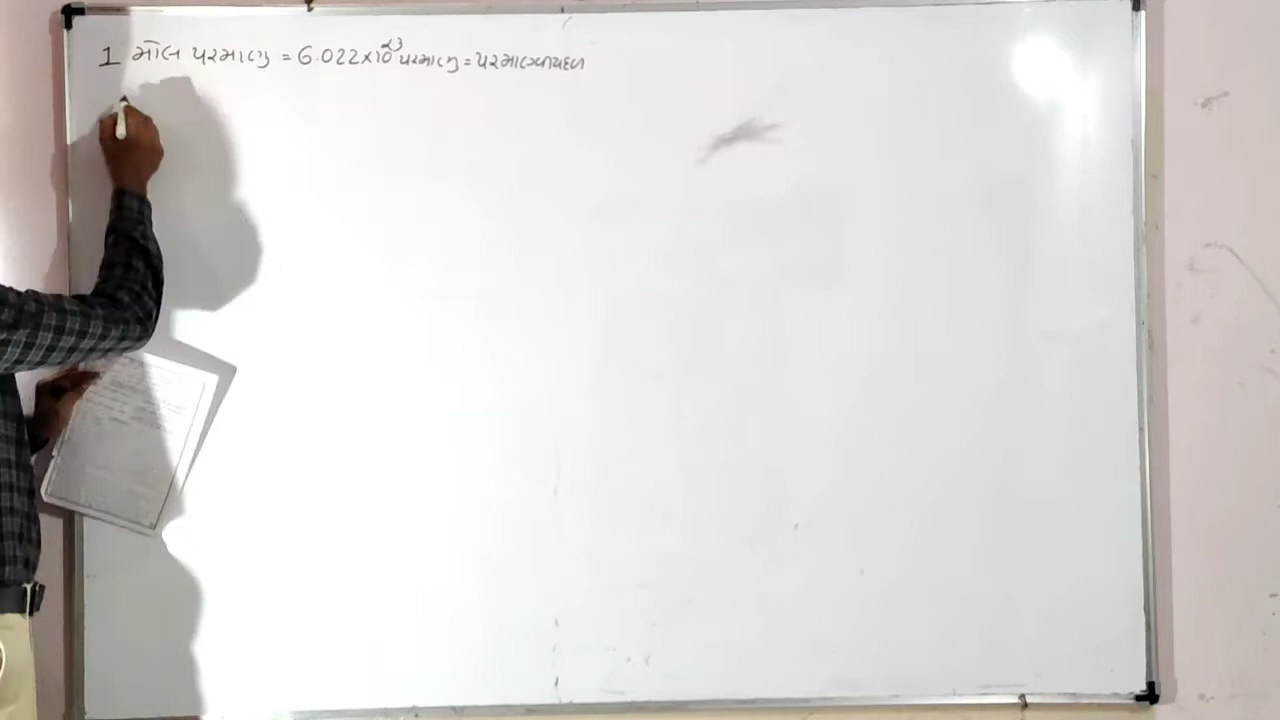 1 મોલ પરમાણુ = 6.022×10²³ પરમાણુ = પરમાણ્વીયદળ